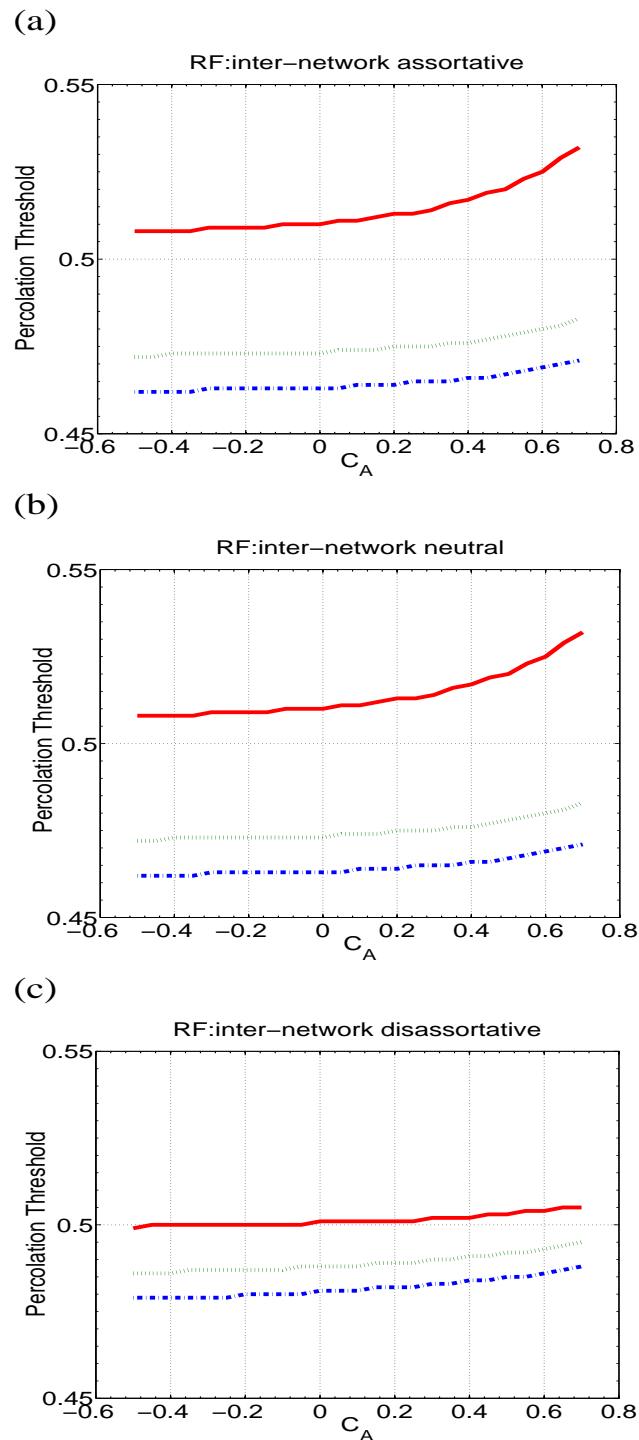 (a)
RF:inter−network assortative
Percolation Threshold
0.55
0.5
0.45
−0.6 −0.4 −0.2 0 0.2 0.4 0.6 0.8
C_A
(b)
RF:inter−network neutral
Percolation Threshold
0.55
0.5
0.45
−0.6 −0.4 −0.2 0 0.2 0.4 0.6 0.8
C_A
(c)
RF:inter−network disassortative
Percolation Threshold
0.55
0.5
0.45
−0.6 −0.4 −0.2 0 0.2 0.4 0.6 0.8
C_A